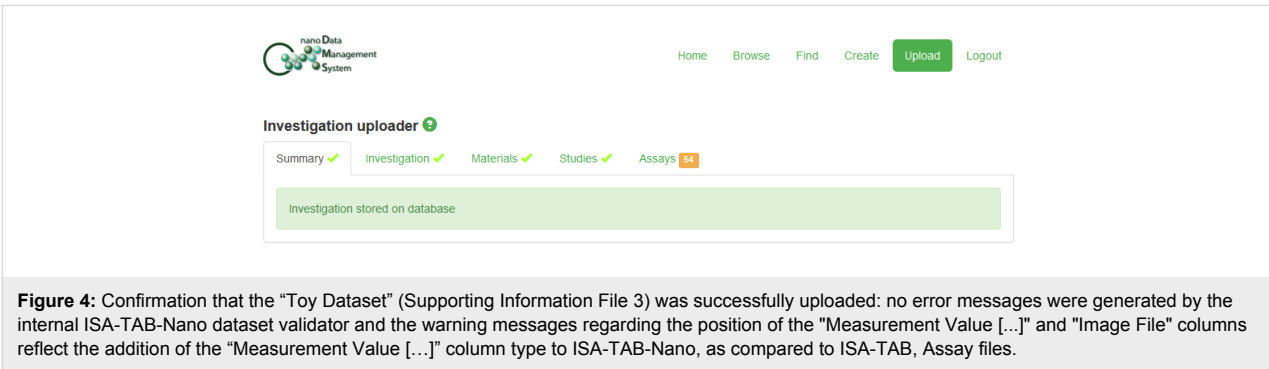 nano Data
Management
System
Home Browse Find Create Upload Logout
Investigation uploader ?
Summary Investigation Materials Studies Assays 54
Investigation stored on database
Figure 4: Confirmation that the “Toy Dataset” (Supporting Information File 3) was successfully uploaded: no error messages were generated by the
internal ISA-TAB-Nano dataset validator and the warning messages regarding the position of the "Measurement Value [...]" and "Image File" columns
reflect the addition of the “Measurement Value […]” column type to ISA-TAB-Nano, as compared to ISA-TAB, Assay files.